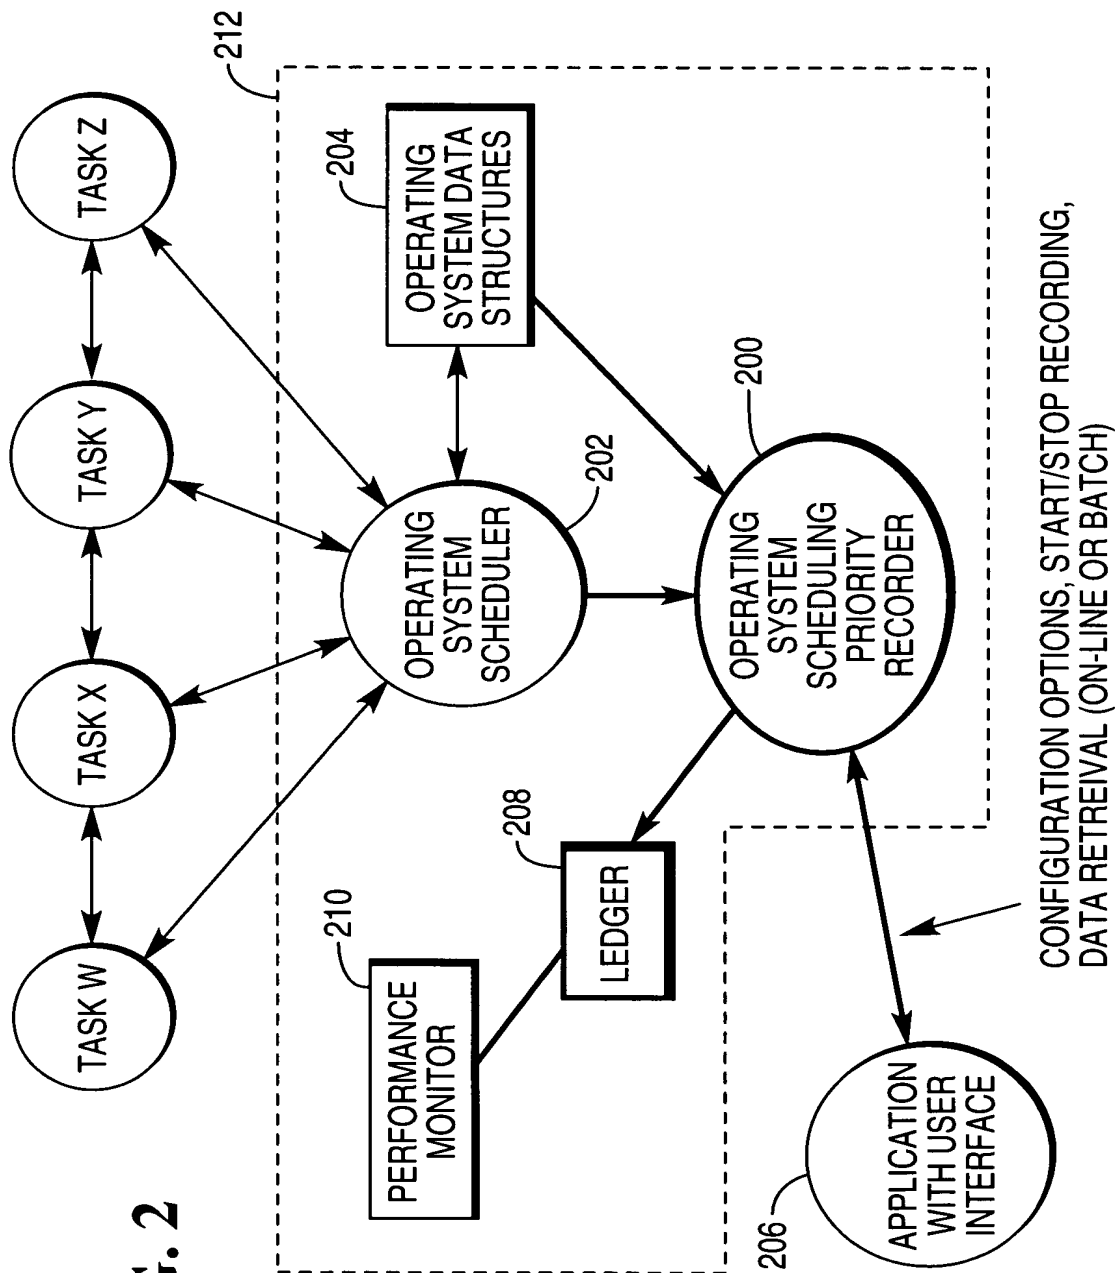 TASK W
TASK X
TASK Y
TASK Z
212
PERFORMANCE
MONITOR
210
OPERATING
SYSTEM
SCHEDULER
202
OPERATING
SYSTEM DATA
STRUCTURES
204
LEDGER
208
OPERATING
SYSTEM
SCHEDULING
PRIORITY
RECORDER
200
APPLICATION
WITH USER
INTERFACE
206
CONFIGURATION OPTIONS, START/STOP RECORDING,
DATA RETREIVAL (ON-LINE OR BATCH)
G. 2